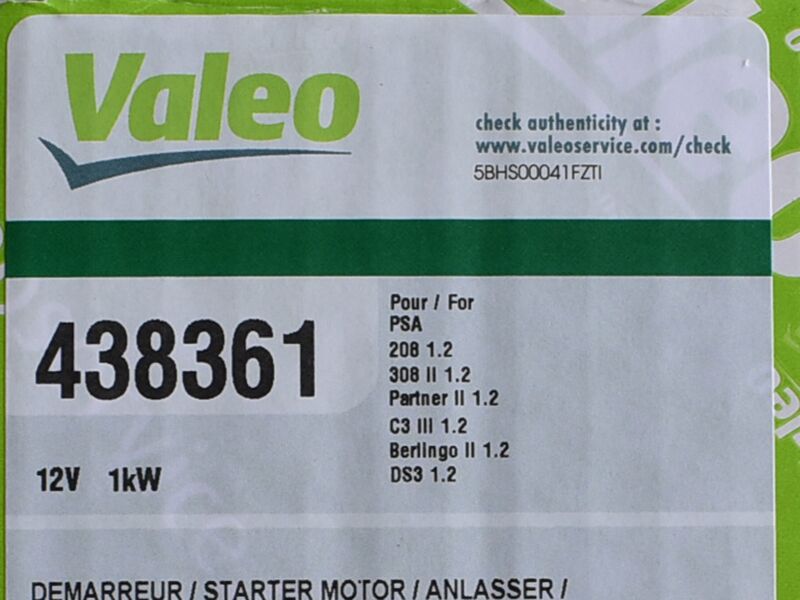 Valeo
check authenticity at :
www.valeoservice.com/check
5BHS00041FZTI
438361
Pour / For
PSA
208 1.2
308 II 1.2
Partner II 1.2
C3 III 1.2
Berlingo II 1.2
DS3 1.2
12V 1kW
DEMARREUR / STARTER MOTOR / ANLASSER /